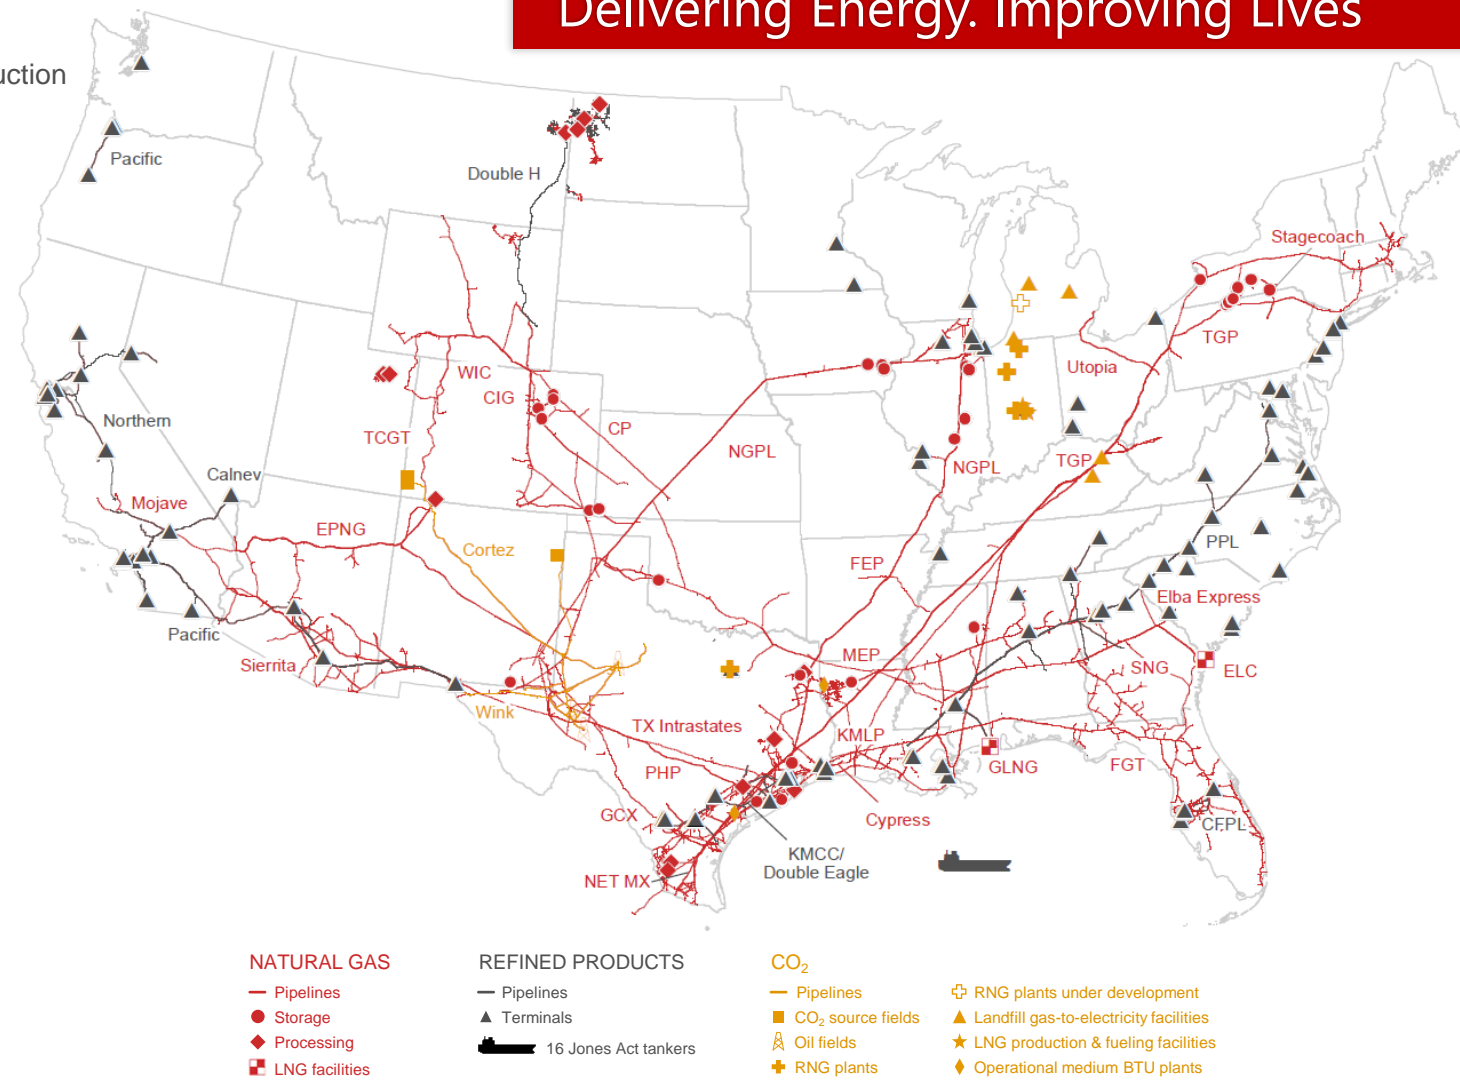 Delivering Energy. Improving Lives
uction
Pacific
Double H
Stagecoach
TGP
Utopia
WIC
CIG
Northern
TCGT
CP
NGPL
NGPL
TGP
Calnev
Mojave
EPNG
Cortez
PPL
FEP
Elba Express
Pacific
Sierrita
MEP
SNG
ELC
Wink
TX Intrastates
KMLP
GLNG
FGT
PHP
GCX
Cypress
CFPL
KMCC/
Double Eagle
NET MX
NATURAL GAS
Pipelines
Storage
Processing
LNG facilities
REFINED PRODUCTS
Pipelines
Terminals
16 Jones Act tankers
CO₂
Pipelines
CO₂ source fields
Oil fields
RNG plants
RNG plants under development
Landfill gas-to-electricity facilities
LNG production & fueling facilities
Operational medium BTU plants